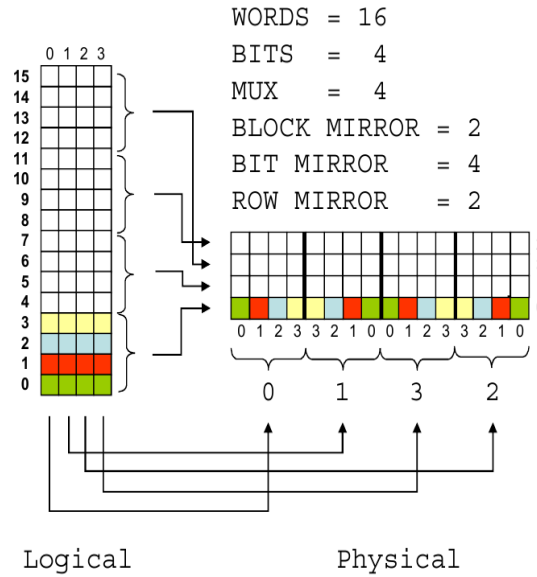 WORDS = 16
BITS = 4
MUX = 4
BLOCK MIRROR = 2
BIT MIRROR = 4
ROW MIRROR = 2
0 1 2 3
15
14
13
12
11
10
9
8
7
6
5
4
3
2
1
0
0 1 2 3 3 2 1 0 0 1 2 3 3 2 1 0
0 1 3 2
Logical Physical